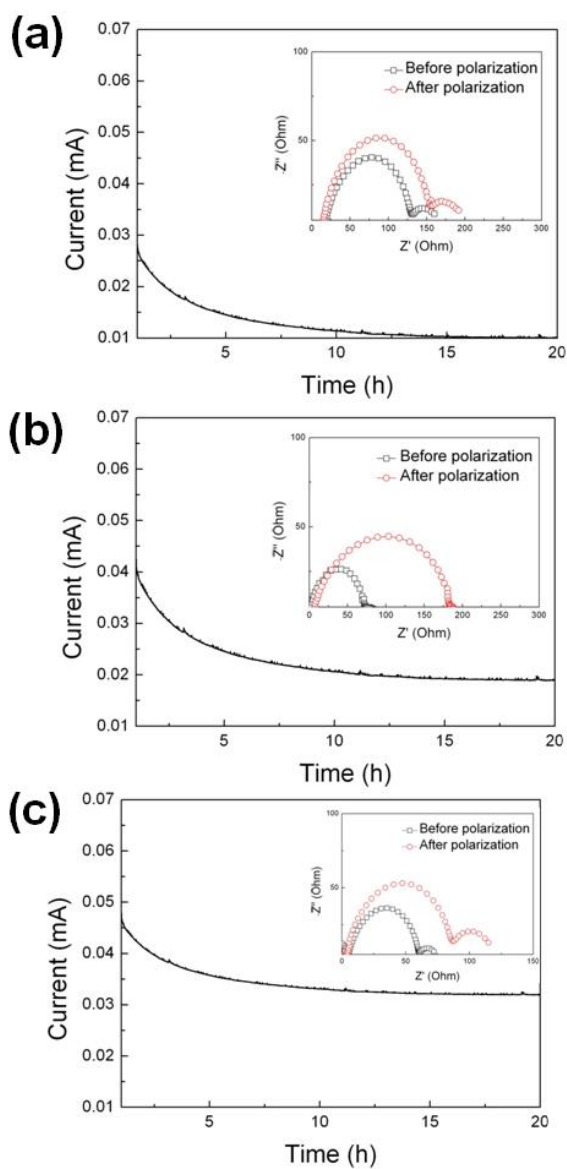 (a)
0.07
0.06
0.05
0.04
0.03
0.02
0.01
Current (mA)
5
10
15
20
Time (h)
100
50
-Z'' (Ohm)
Before polarization
After polarization
0
50
100
150
200
250
300
Z' (Ohm)
(b)
0.07
0.06
0.05
0.04
0.03
0.02
0.01
Current (mA)
5
10
15
20
Time (h)
100
50
-Z'' (Ohm)
Before polarization
After polarization
0
50
100
150
200
250
300
Z' (Ohm)
(c)
0.07
0.06
0.05
0.04
0.03
0.02
0.01
Current (mA)
5
10
15
20
Time (h)
100
50
-Z'' (Ohm)
Before polarization
After polarization
0
50
100
150
Z' (Ohm)